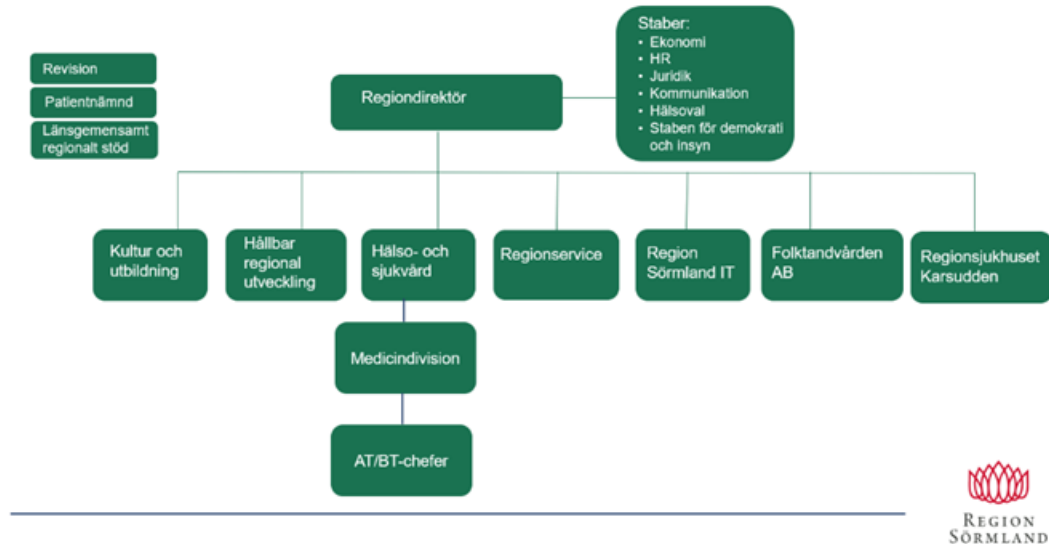 Revision
Patientnämnd
Länsgemensamt
regionalt stöd
Regiondirektör
Staber:
• Ekonomi
• HR
• Juridik
• Kommunikation
• Hälsoval
• Staben för demokrati
och insyn
Kultur och
utbildning
Hållbar
regional
utveckling
Hälso- och
sjukvård
Regionservice
Region
Sörmland IT
Folktandvården
AB
Regionsjukhuset
Karsudden
Medicindivision
AT/BT-chefer
REGION
SÖRMLAND